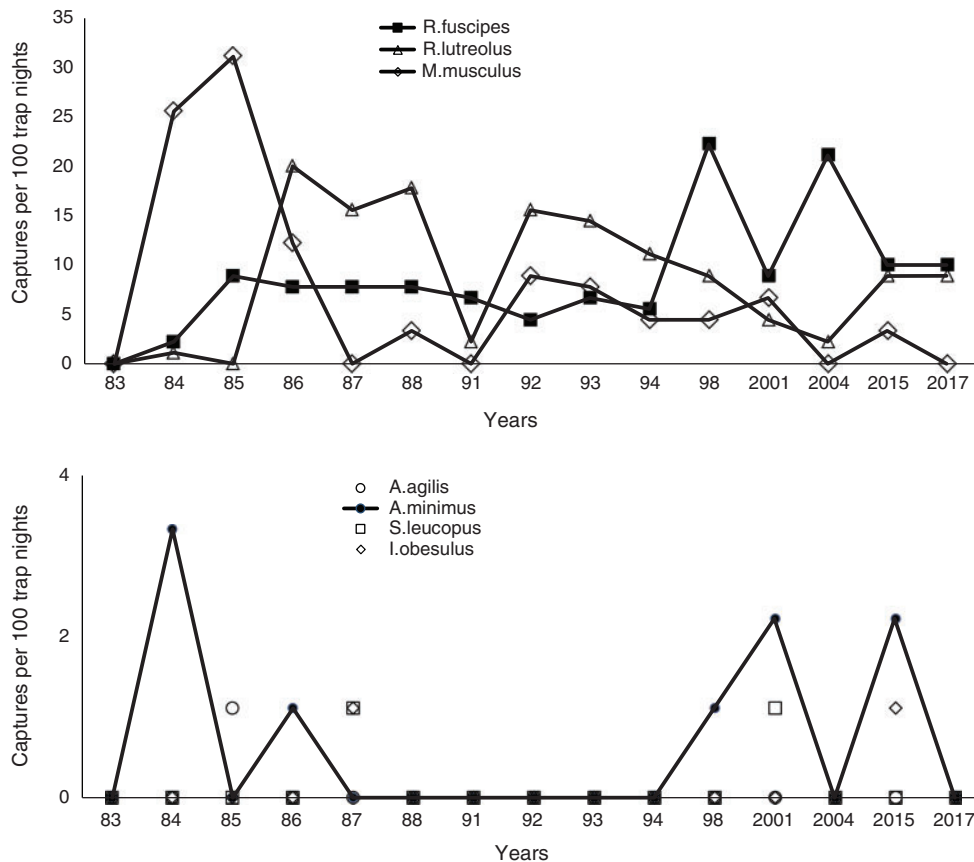 35
30
25
20
15
10
5
0
Captures per 100 trap nights
R.fuscipes
R.lutreolus
M.musculus
83 84 85 86 87 88 91 92 93 94 98 2001 2004 2015 2017
Years
4
2
0
Captures per 100 trap nights
A.agilis
A.minimus
S.leucopus
I.obesulus
83 84 85 86 87 88 91 92 93 94 98 2001 2004 2015 2017
Years